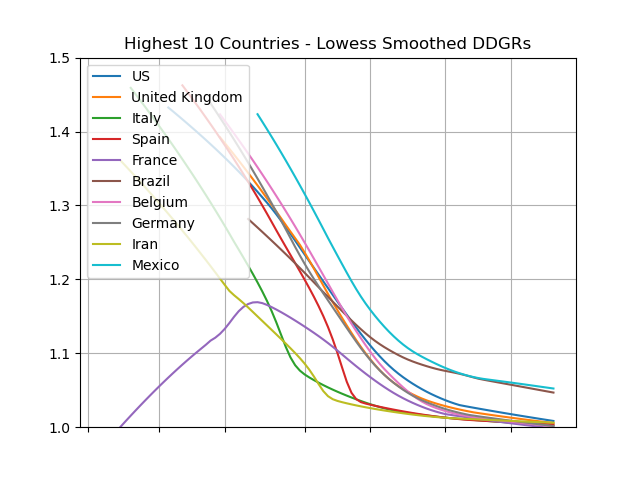 Highest 10 Countries - Lowess Smoothed DDGRs
1.5
1.4
1.3
1.2
1.1
1.0
US
United Kingdom
Italy
Spain
France
Brazil
Belgium
Germany
Iran
Mexico